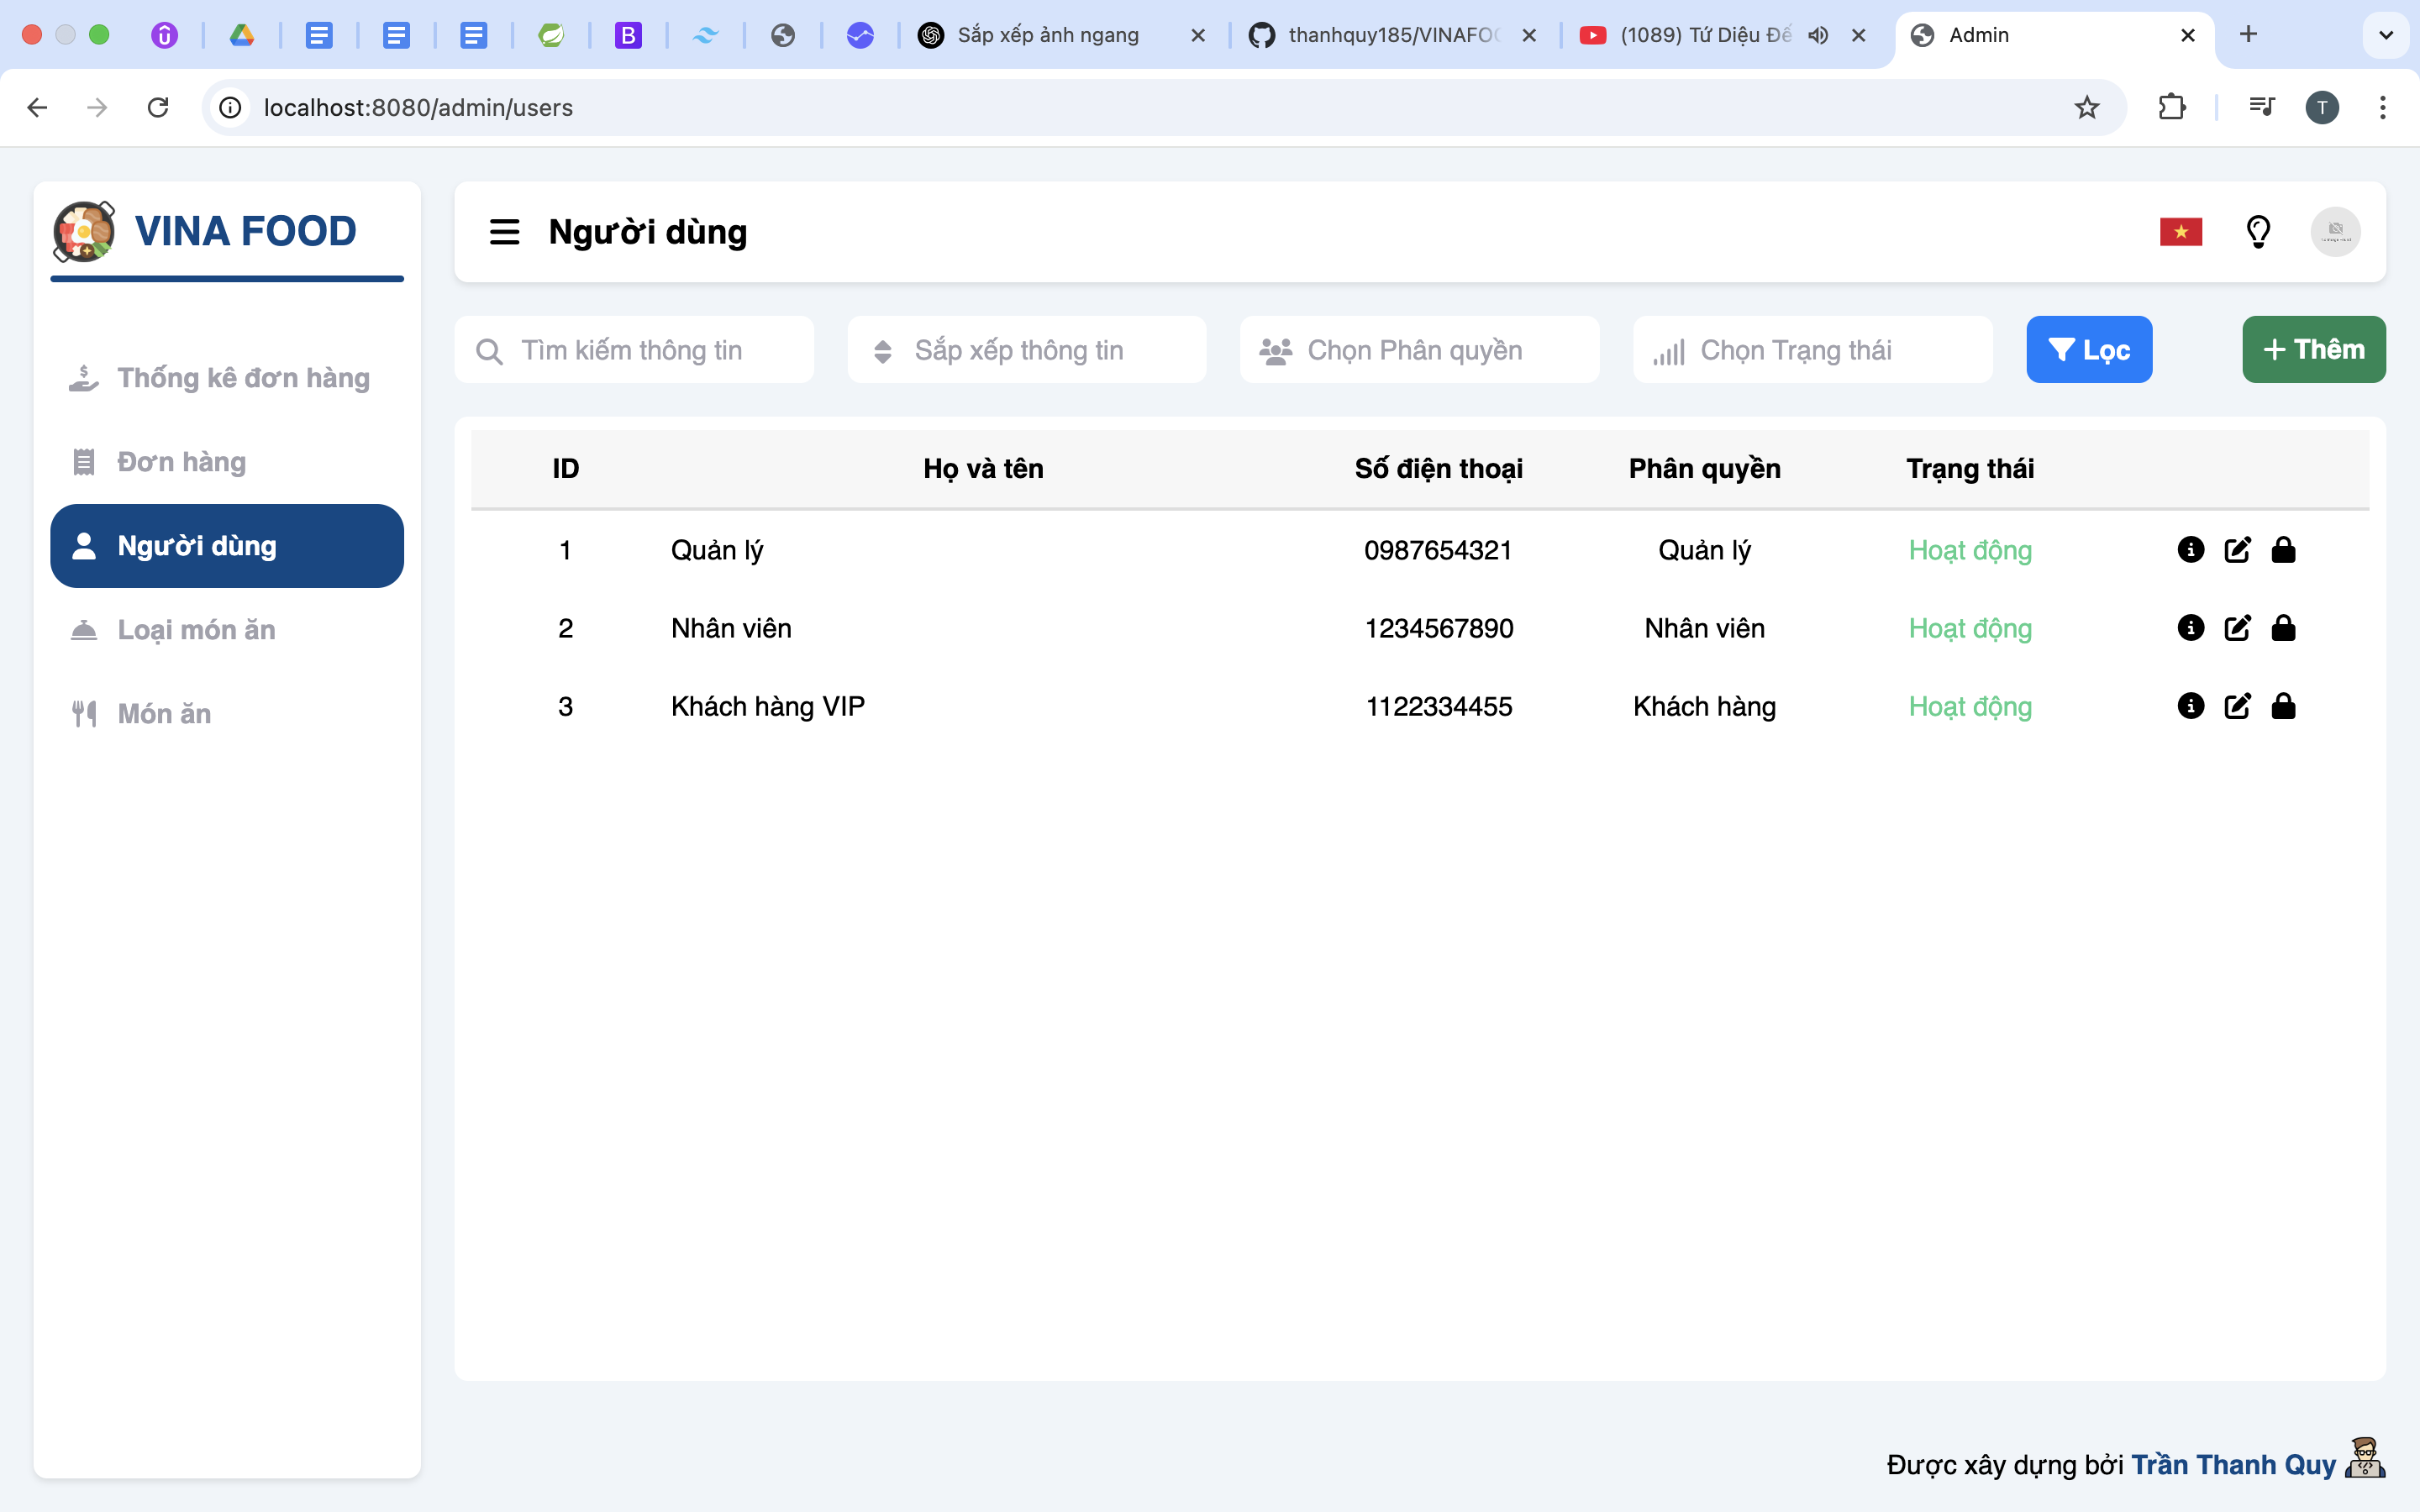 Sắp xếp ảnh ngang
thanhquy185/VINAFOO
(1089) Tứ Diệu Đế
Admin
localhost:8080/admin/users
T
VINA FOOD
Người dùng
Thống kê đơn hàng
Đơn hàng
Người dùng
Loại món ăn
Món ăn
Tìm kiếm thông tin
Sắp xếp thông tin
Chọn Phân quyền
Chọn Trạng thái
Lọc
Thêm
ID Họ và tên Số điện thoại Phân quyền Trạng thái
1 Quản lý 0987654321 Quản lý Hoạt động
2 Nhân viên 1234567890 Nhân viên Hoạt động
3 Khách hàng VIP 1122334455 Khách hàng Hoạt động
Được xây dựng bởi Trần Thanh Quy